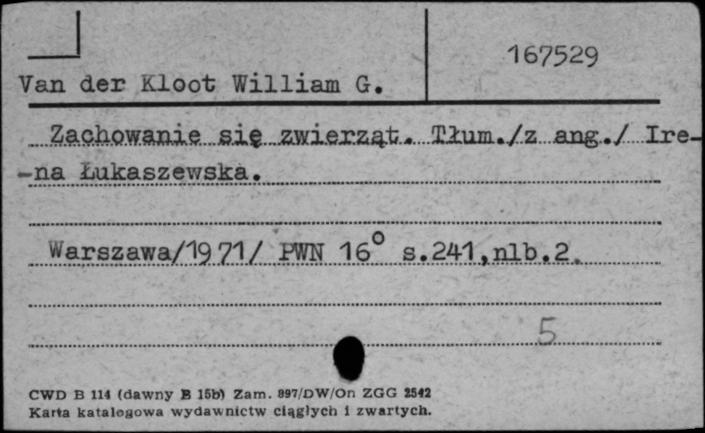 167529
Van der Kloot William G.
Zachowanie się zwierząt. Tłum./z ang./ Ire-
-na Łukaszewska.
Warszawa/1971/ PWN 16° s.241,nlb.2.
5
CWD B 114 (dawny B 15b) Zam. 897/DW/On ZGG 2542
Karta katalogowa wydawnictw ciągłych i zwartych.